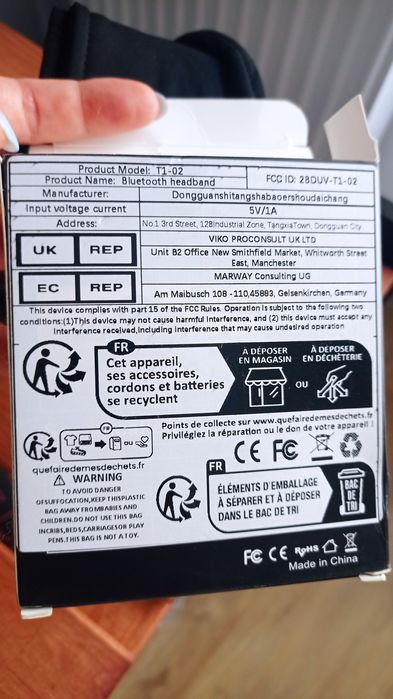 Product Model: T1-02
Product Name: Bluetooth headband
FCC ID: 2BDUV-T1-02
Manufacturer: Dongguanshitangshabaoershoudaichang
Input voltage current 5V/1A
Address: No.1 3rd Street, 128Industrial Zone, TangxiaTown, Dongguan City
UK REP
VIKO PROCONSULT UK LTD
Unit B2 Office New Smithfield Market, Whitworth Street
East, Manchester
EC REP
MARWAY Consulting UG
Am Maibusch 108 -110,45883, Gelsenkirchen, Germany
This device complies with part 15 of the FCC Rules. Operation is subject to the following two
conditions:(1)This device may not cause harmful interference, and (2) this device must accept any
interference received,including interference that may cause undesired operation
FR
Cet appareil,
ses accessoires,
cordons et batteries
se recyclent
À DÉPOSER
EN MAGASIN
OU
À DÉPOSER
EN DÉCHÈTERIE
Points de collecte sur www.quefairedemesdechets.fr
Privilégiez la réparation ou le don de votre appareil !
FR
OU
quefairedemesdechets.fr
CE FC
WARNING
TO AVOID DANGER
OFSUFFOCATION,KEEP THISPLASTIC
BAG AWAY FROMBABIES AND
CHILDREN.DO NOT USE THIS BAG
INCRIBS,BEDS,CARRIAGESOR PLAY
PENS.THIS BAG IS NOT A TOY.
FR
ÉLÉMENTS D'EMBALLAGE
À SÉPARER ET À DÉPOSER
DANS LE BAC DE TRI
BAC
DE
TRI
FC CE RoHS
Made in China